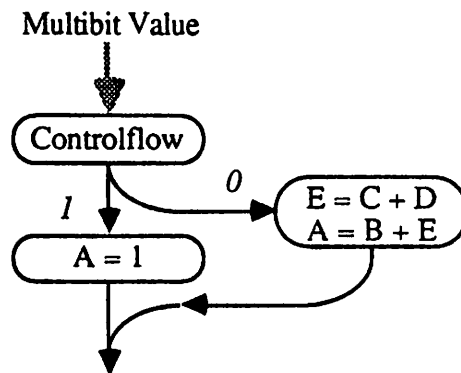 Multibit Value
Controlflow
0
1
E = C + D
A = B + E
A = 1